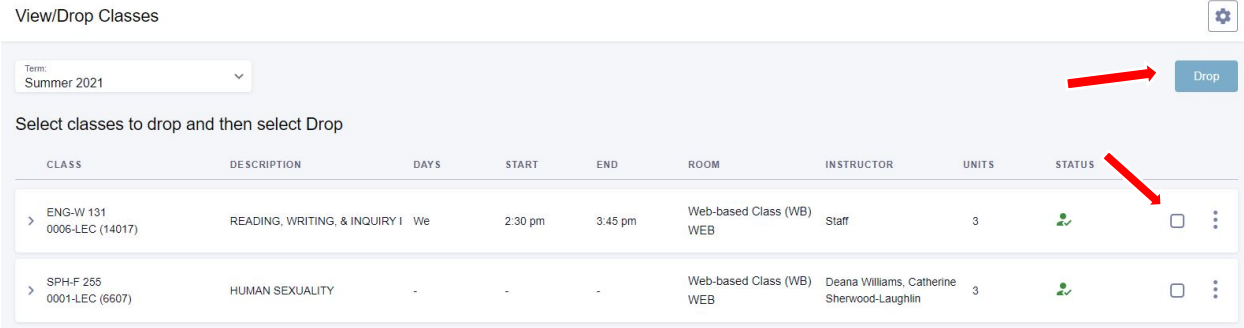 View/Drop Classes
Term:
Summer 2021
Drop
Select classes to drop and then select Drop
CLASS DESCRIPTION DAYS START END ROOM INSTRUCTOR UNITS STATUS
ENG-W 131
0006-LEC (14017)
READING, WRITING, & INQUIRY I We 2:30 pm 3:45 pm
Web-based Class (WB)
WEB
Staff 3
SPH-F 255
0001-LEC (6607)
HUMAN SEXUALITY - - -
Web-based Class (WB)
WEB
Deana Williams, Catherine
Sherwood-Laughlin
3